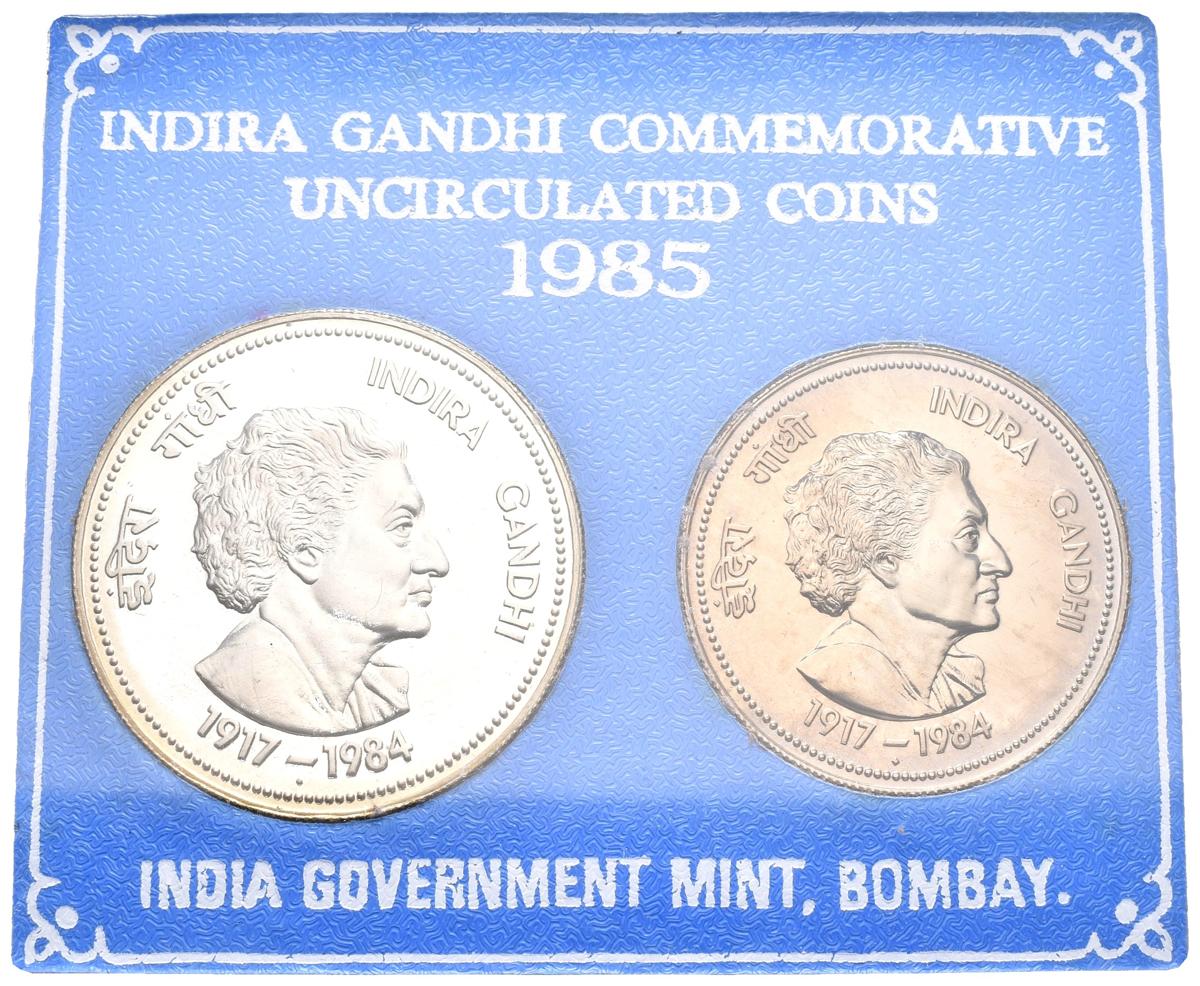 INDIRA GANDHI COMMEMORATIVE
UNCIRCULATED COINS
1985
इंदिरा गांधी INDIRA GANDHI
1917 - 1984
इंदिरा गांधी INDIRA GANDHI
1917 - 1984
INDIA GOVERNMENT MINT, BOMBAY.